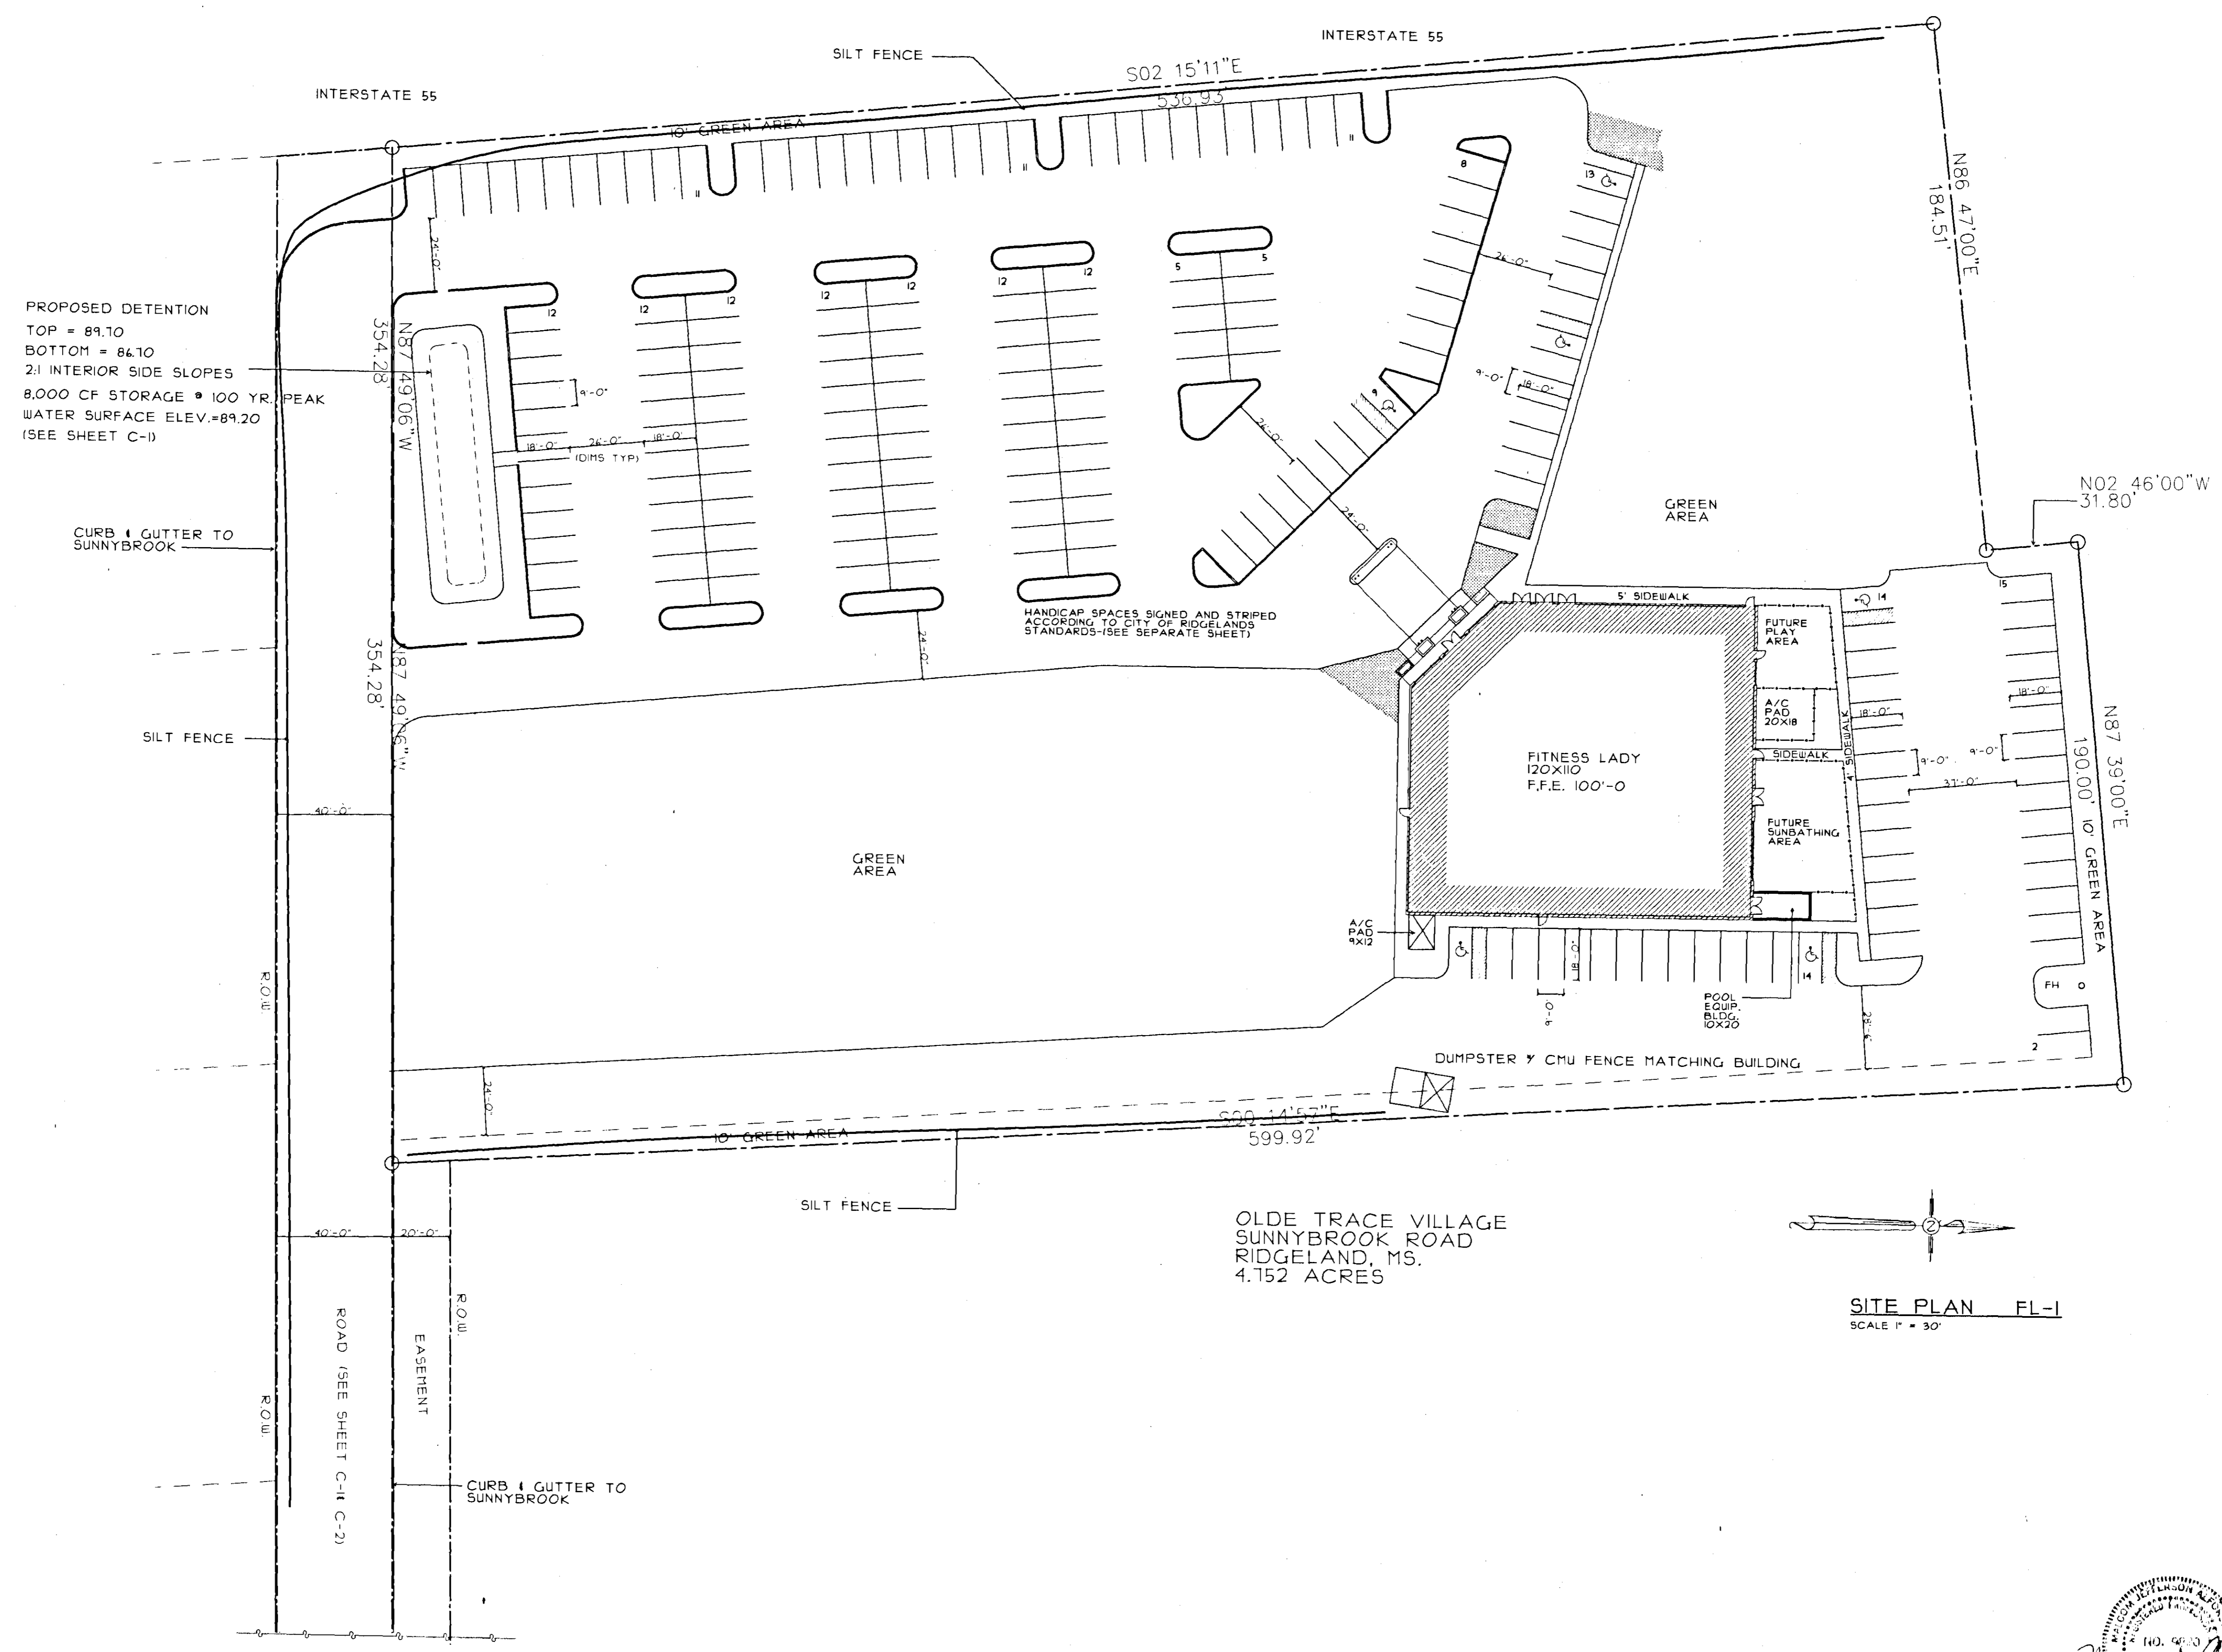 INTERSTATE 55
SILT FENCE
S02 15'11"E
536.93'
INTERSTATE 55
10' GREEN AREA
11
11
11
8
13
N86 47'00"E
184.51'
24'-0"
26'-0"
PROPOSED DETENTION
TOP = 89.70
BOTTOM = 86.70
2:1 INTERIOR SIDE SLOPES
8,000 CF STORAGE @ 100 YR. PEAK
WATER SURFACE ELEV.=89.20
(SEE SHEET C-1)
N87 49'06"W
354.28'
12
12
12
12
12
12
12
5
5
9'-0"
18'-0"
26'-0"
18'-0"
(DIMS TYP)
26'-0"
9
9'-0"
18'-0"
24'-0"
GREEN
AREA
N02 46'00"W
31.80'
CURB & GUTTER TO
SUNNYBROOK
HANDICAP SPACES SIGNED AND STRIPED
ACCORDING TO CITY OF RIDGELANDS
STANDARDS-(SEE SEPARATE SHEET)
24'-0"
5' SIDEWALK
14
15
FUTURE
PLAY
AREA
A/C
PAD
20X18
SIDEWALK
4' SIDEWALK
18'-0"
18'-0"
9'-0"
9'-0"
37'-0"
N87 39'00"E
190.00'
10' GREEN AREA
N87 49'06"W
354.28'
SILT FENCE
40'-0"
FITNESS LADY
120X110
F.F.E. 100'-0
FUTURE
SUNBATHING
AREA
GREEN
AREA
A/C
PAD
9X12
18'-0"
9'-0"
14
POOL
EQUIP.
BLDG.
10X20
28'-6"
FH
2
R.O.W.
DUMPSTER W/ CMU FENCE MATCHING BUILDING
24'-0"
10' GREEN AREA
S00 14'57"E
599.92'
SILT FENCE
40'-0"
20'-0"
R.O.W.
R.O.W.
ROAD (SEE SHEET C-1& C-2)
EASEMENT
CURB & GUTTER TO
SUNNYBROOK
OLDE TRACE VILLAGE
SUNNYBROOK ROAD
RIDGELAND, MS.
4.752 ACRES
SITE PLAN FL-1
SCALE 1" = 30'
JEFFERSON
REGISTERED
NO.